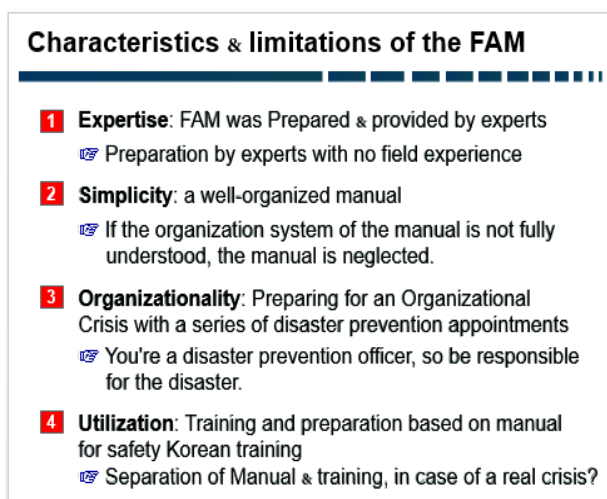 Characteristics & limitations of the FAM
1 Expertise: FAM was Prepared & provided by experts
☞ Preparation by experts with no field experience
2 Simplicity: a well-organized manual
☞ If the organization system of the manual is not fully
understood, the manual is neglected.
3 Organizationality: Preparing for an Organizational
Crisis with a series of disaster prevention appointments
☞ You're a disaster prevention officer, so be responsible
for the disaster.
4 Utilization: Training and preparation based on manual
for safety Korean training
☞ Separation of Manual & training, in case of a real crisis?